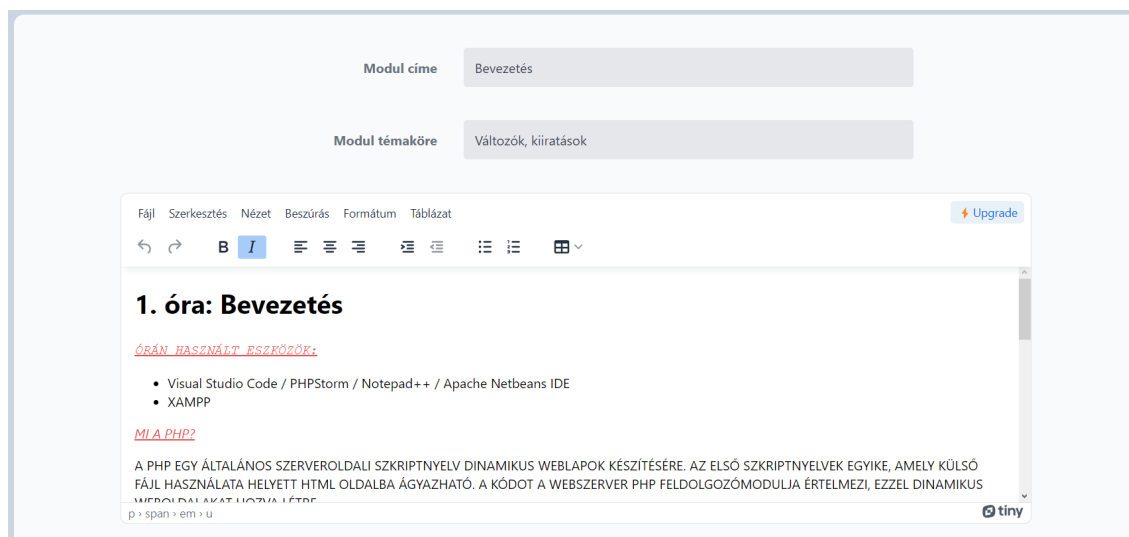 Modul címe
Bevezetés
Modul témaköre
Változók, kiiratások
Fájl Szerkesztés Nézet Beszúrás Formátum Táblázat
Upgrade
B I
1. óra: Bevezetés
ÓRÁN HASZNÁLT ESZKÖZÖK:
Visual Studio Code / PHPStorm / Notepad++ / Apache Netbeans IDE
XAMPP
MI A PHP?
A PHP EGY ÁLTALÁNOS SZERVEROLDALI SZKRIPTNYELV DINAMIKUS WEBLAPOK KÉSZÍTÉSÉRE. AZ ELSŐ SZKRIPTNYELVEK EGYIKE, AMELY KÜLSŐ
FÁJL HASZNÁLATA HELYETT HTML OLDALBA ÁGYAZHATÓ. A KÓDOT A WEBSZERVER PHP FELDOLGOZÓMODULJA ÉRTELMEZI, EZZEL DINAMIKUS
WEBOLDALAKAT HOZVA LÉTRE
p › span › em › u
tiny